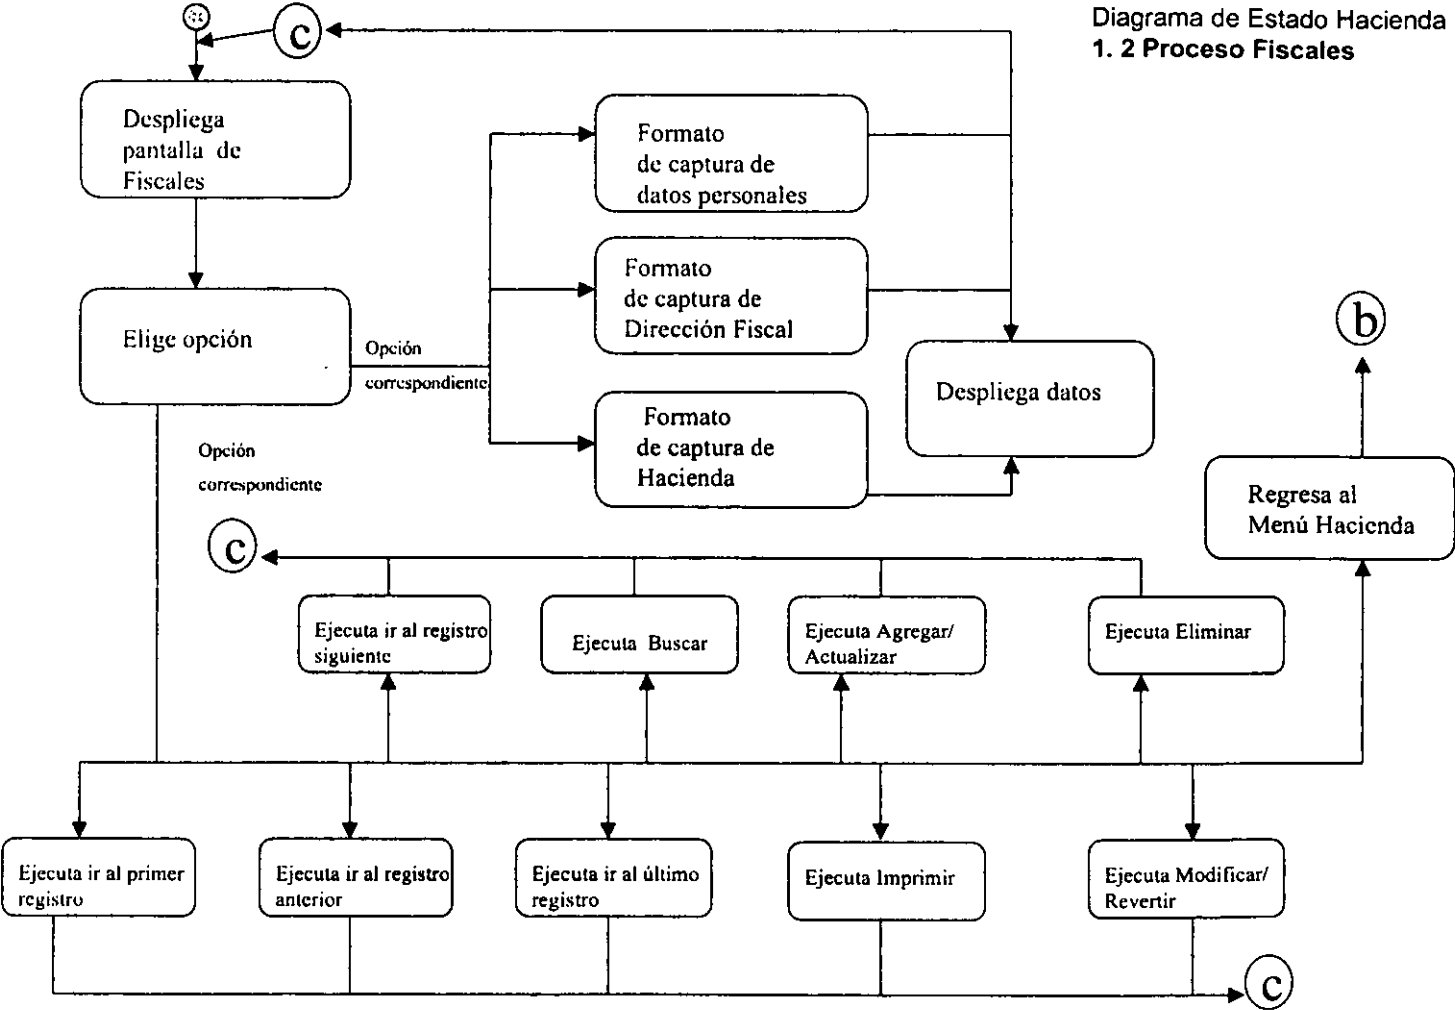 Diagrama de Estado Hacienda
1. 2 Proceso Fiscales
c
Despliega
pantalla de
Fiscales
Formato
de captura de
datos personales
Formato
de captura de
Dirección Fiscal
Elige opción
Opción
correspondiente
b
Despliega datos
Formato
de captura de
Hacienda
Opción
correspondiente
Regresa al
Menú Hacienda
c
Ejecuta ir al registro
siguiente
Ejecuta Buscar
Ejecuta Agregar/
Actualizar
Ejecuta Eliminar
Ejecuta ir al primer
registro
Ejecuta ir al registro
anterior
Ejecuta ir al último
registro
Ejecuta Imprimir
Ejecuta Modificar/
Revertir
c